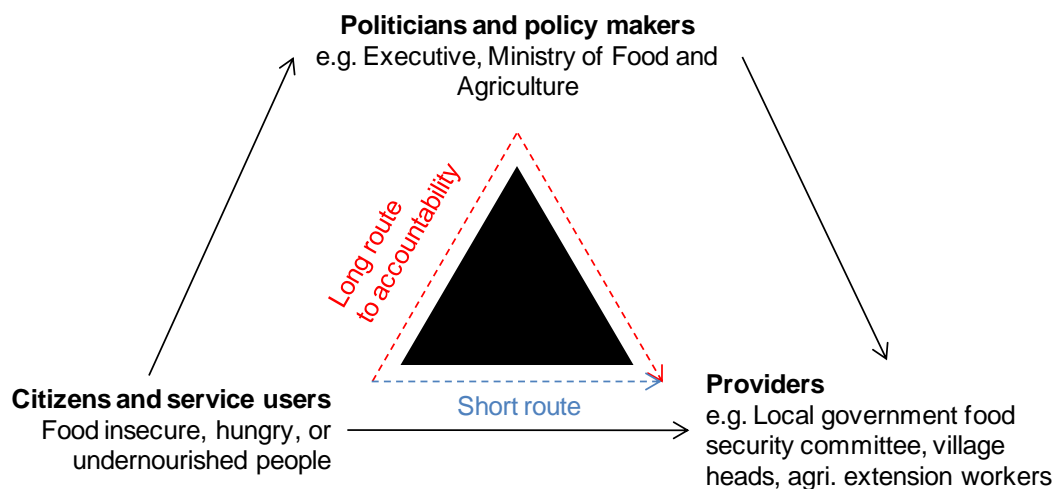 Politicians and policy makers
e.g. Executive, Ministry of Food and
Agriculture
Long route
to accountability
Citizens and service users
Food insecure, hungry, or
undernourished people
Short route
Providers
e.g. Local government food
security committee, village
heads, agri. extension workers